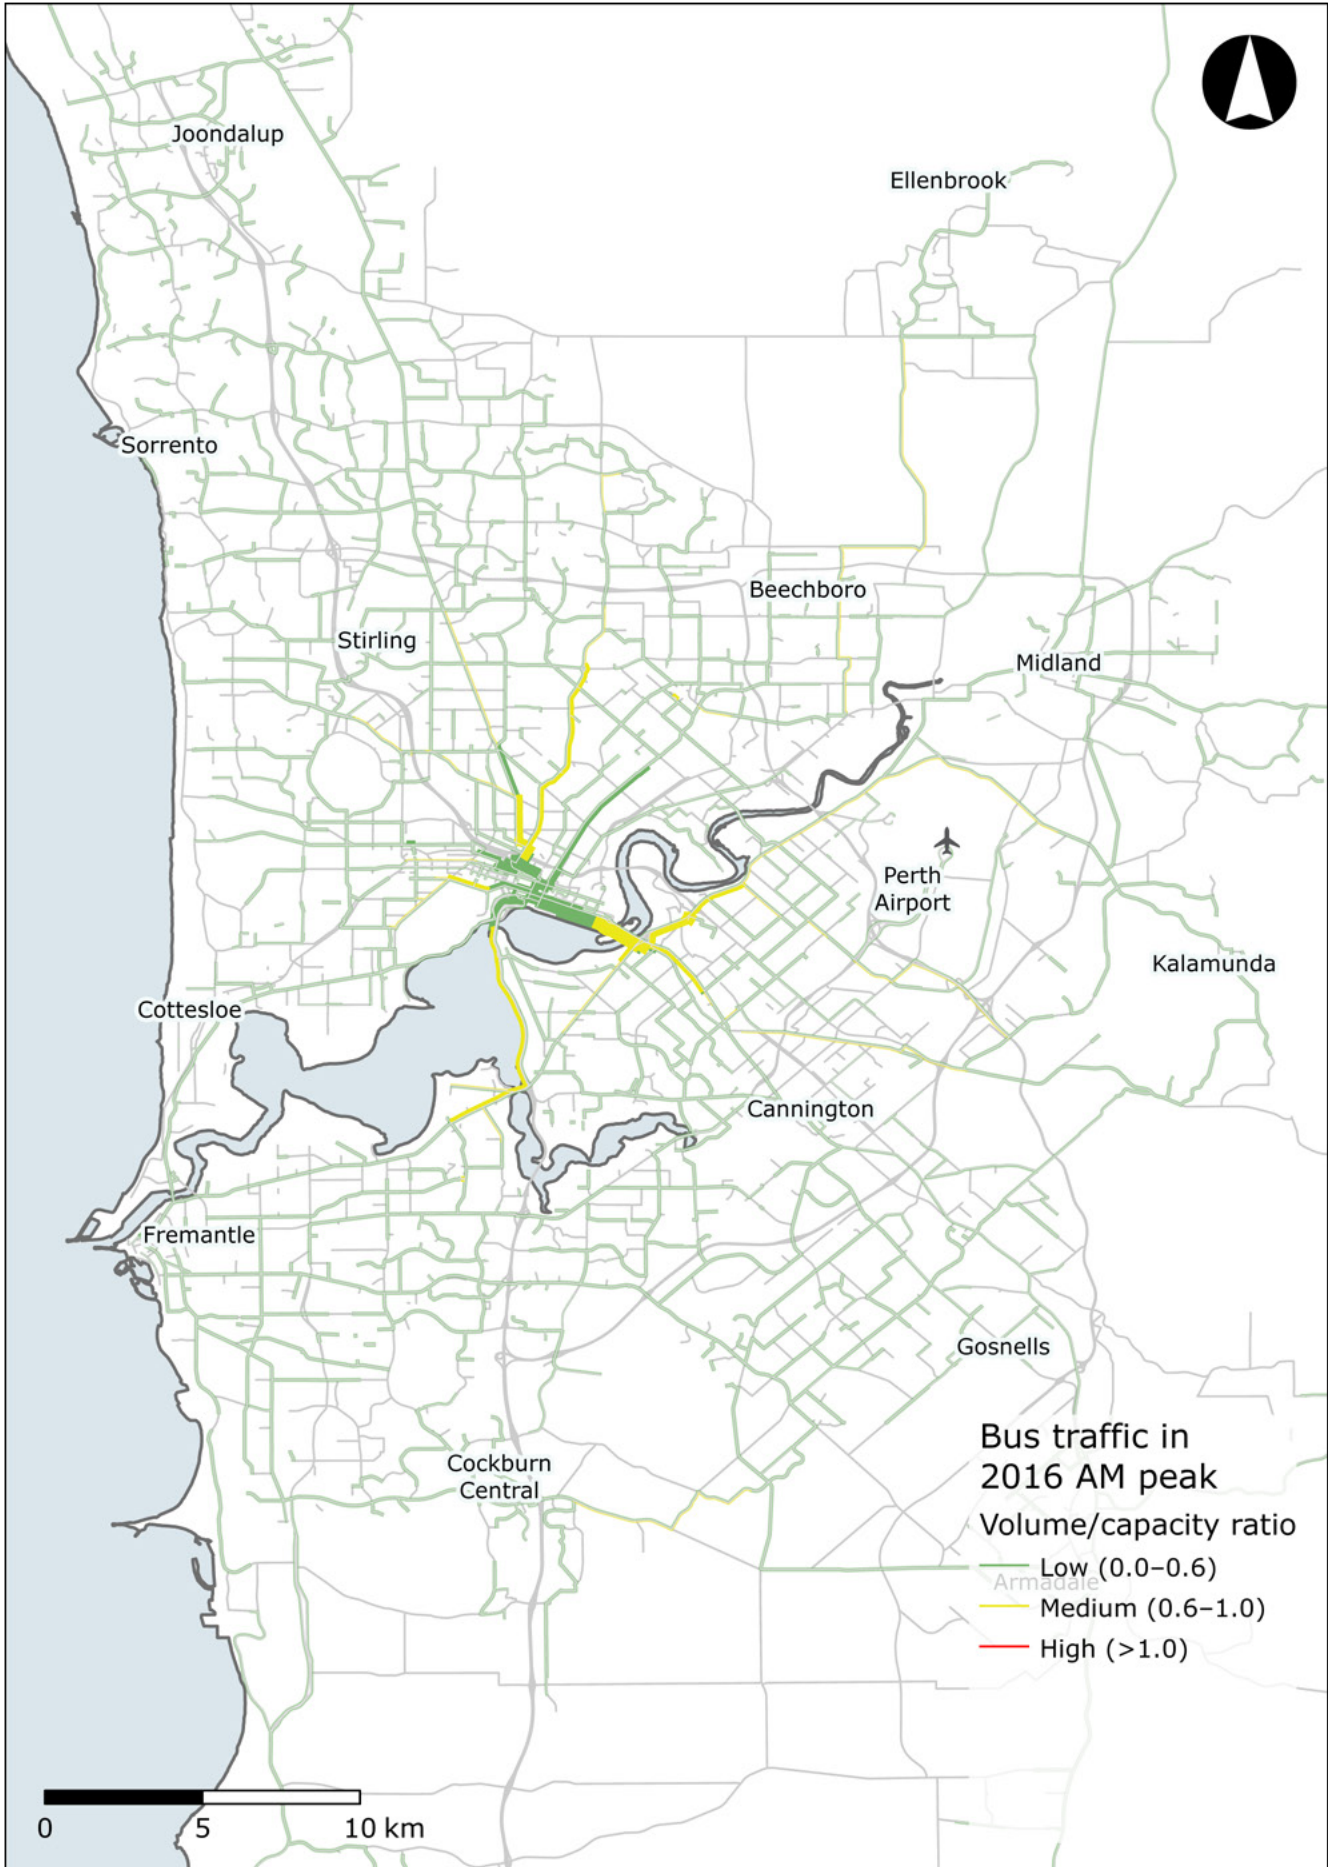 Joondalup
Ellenbrook
Sorrento
Beechboro
Stirling
Midland
Perth
Airport
Kalamunda
Cottesloe
Cannington
Fremantle
Gosnells
Cockburn
Central
Bus traffic in
2016 AM peak
Volume/capacity ratio
Low (0.0–0.6)
Armadale
Medium (0.6–1.0)
High (>1.0)
0 5 10 km